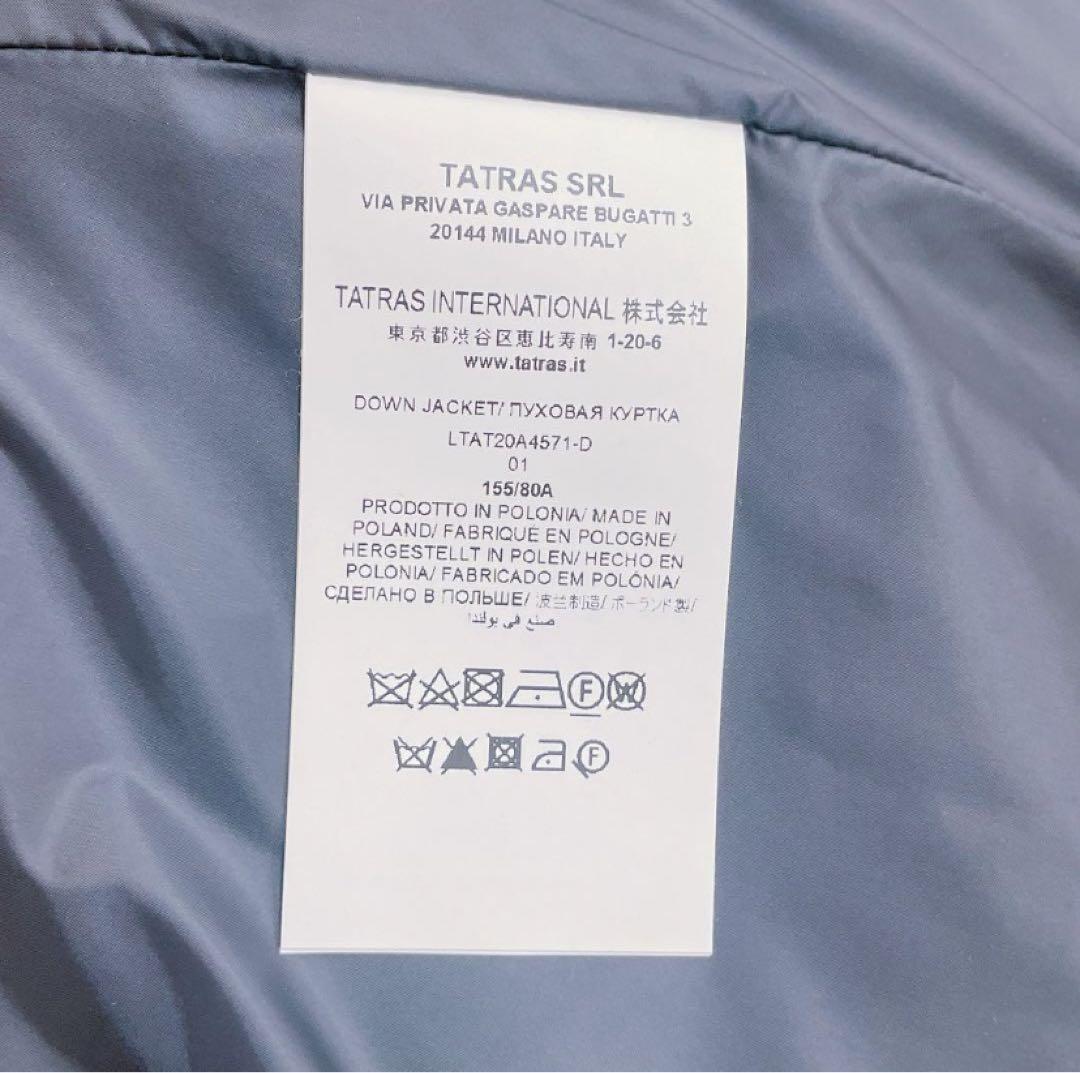 TATRAS SRL
VIA PRIVATA GASPARE BUGATTI 3
20144 MILANO ITALY
TATRAS INTERNATIONAL 株式会社
東京都渋谷区恵比寿南 1-20-6
www.tatras.it
DOWN JACKET/ ПУХОВАЯ КУРТКА
LTAT20A4571-D
01
155/80A
PRODOTTO IN POLONIA/ MADE IN
POLAND/ FABRIQUÉ EN POLOGNE/
HERGESTELLT IN POLEN/ HECHO EN
POLONIA/ FABRICADO EM POLÓNIA/
СДЕЛАНО В ПОЛЬШЕ/ 波兰制造/ ポーランド製/
صنع في بولندا
F W
F